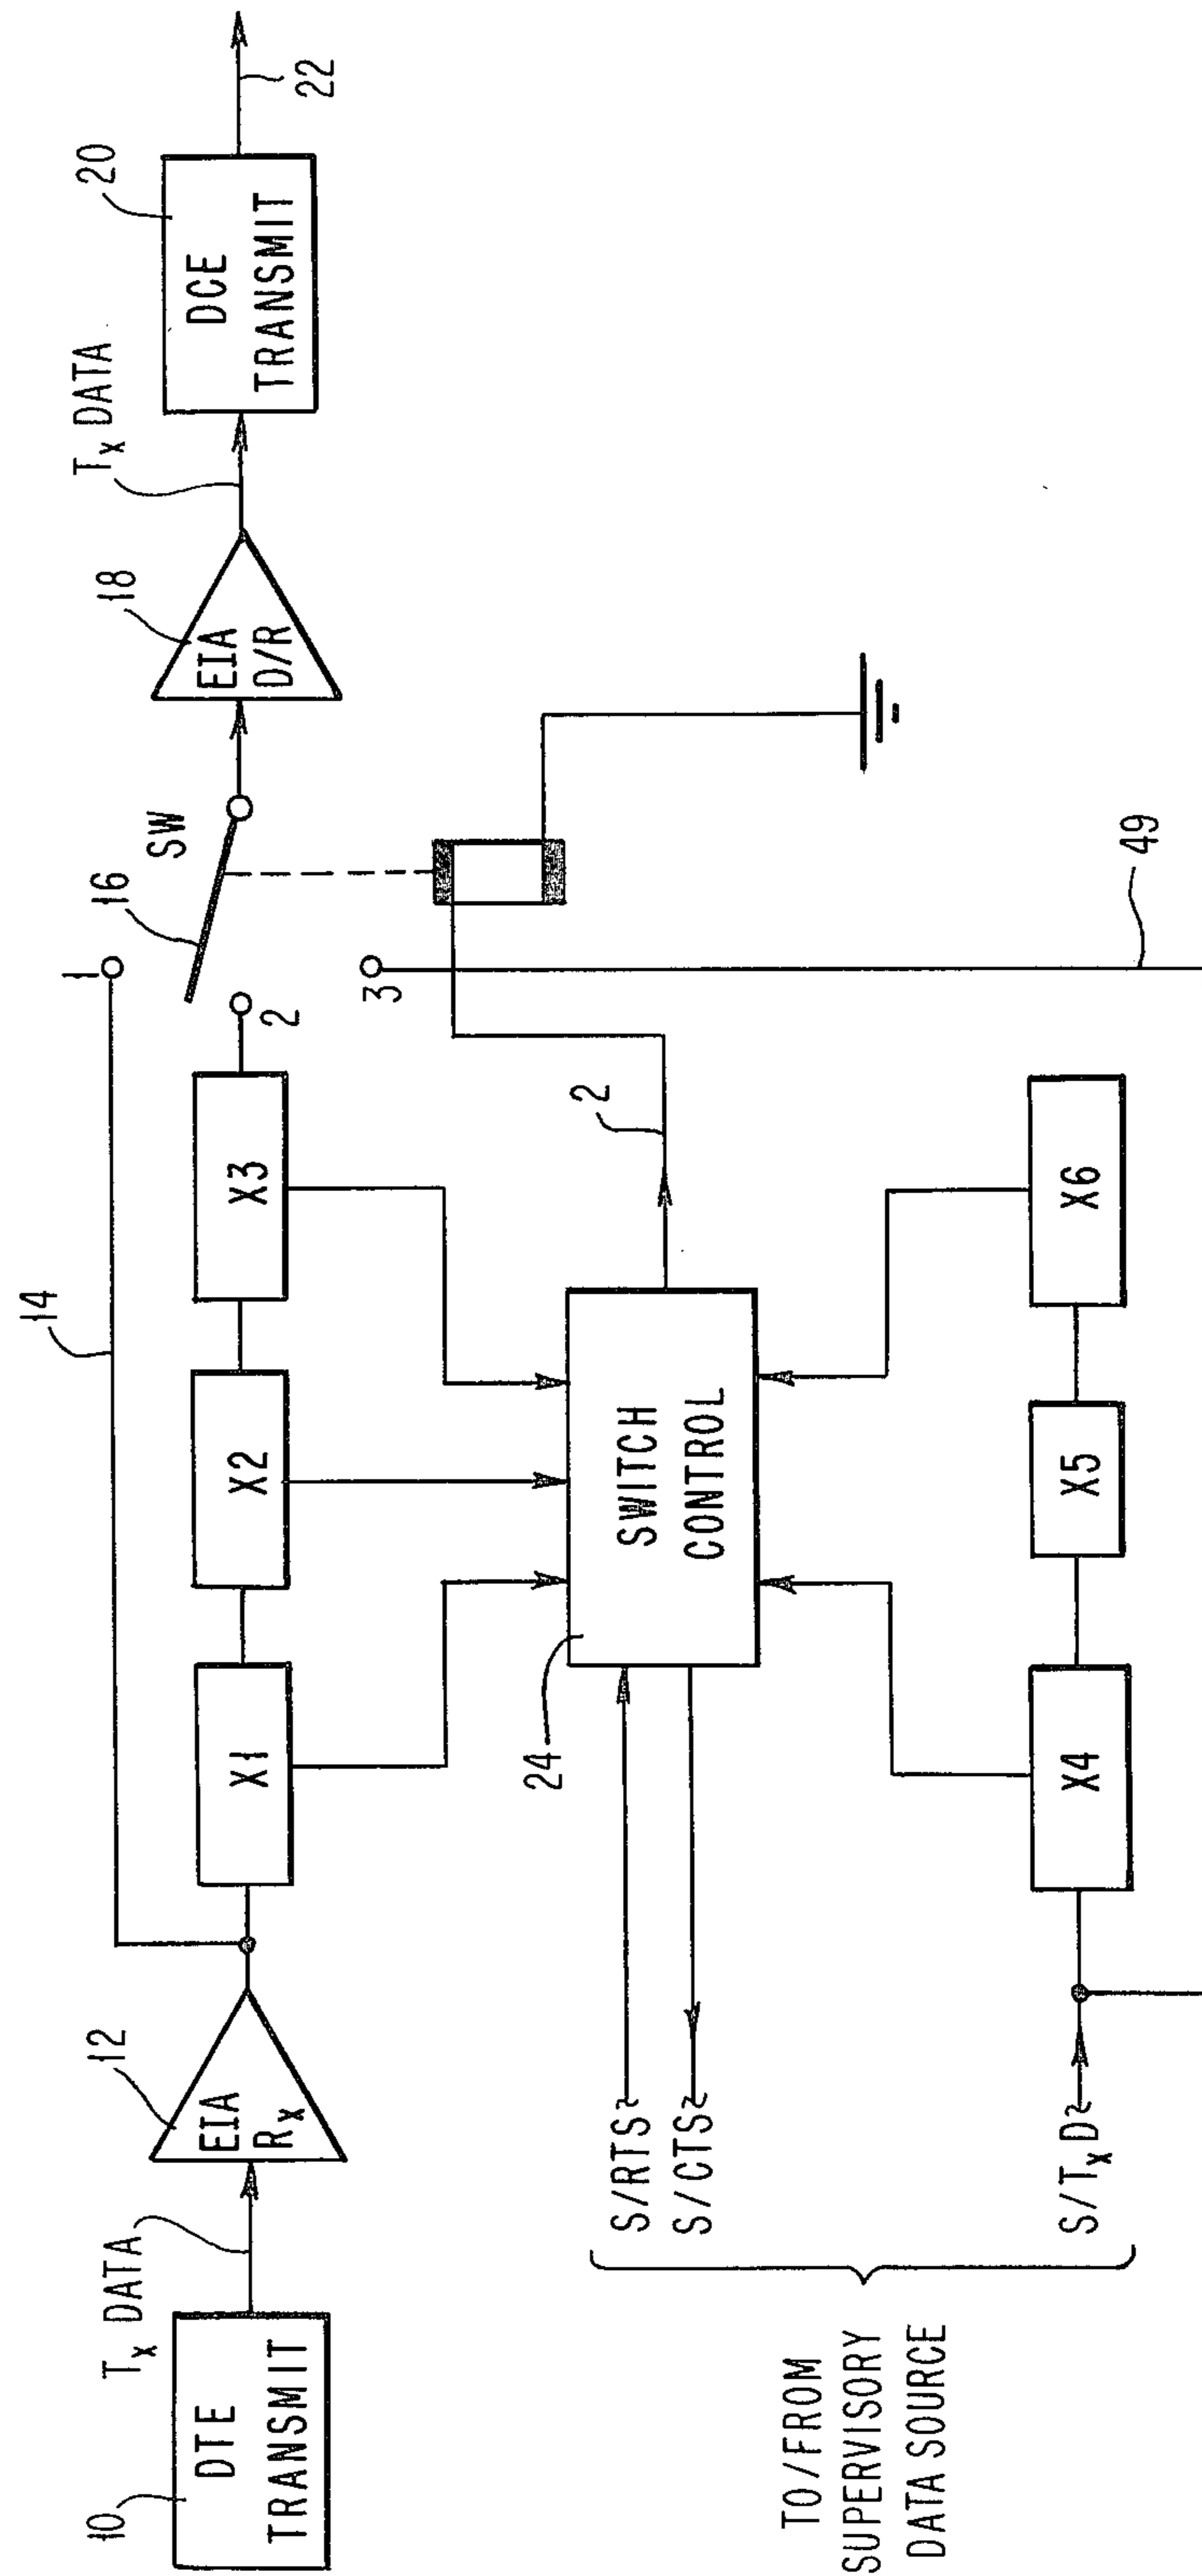 10
DTE
TRANSMIT
Tx DATA
12
EIA
Rx
14
X1
X2
X3
1
2
3
16
SW
18
EIA
D/R
Tx DATA
20
DCE
TRANSMIT
22
24
SWITCH
CONTROL
2
49
TO/FROM
SUPERVISORY
DATA SOURCE
S/RTS
S/CTS
S/TxD
X4
X5
X6